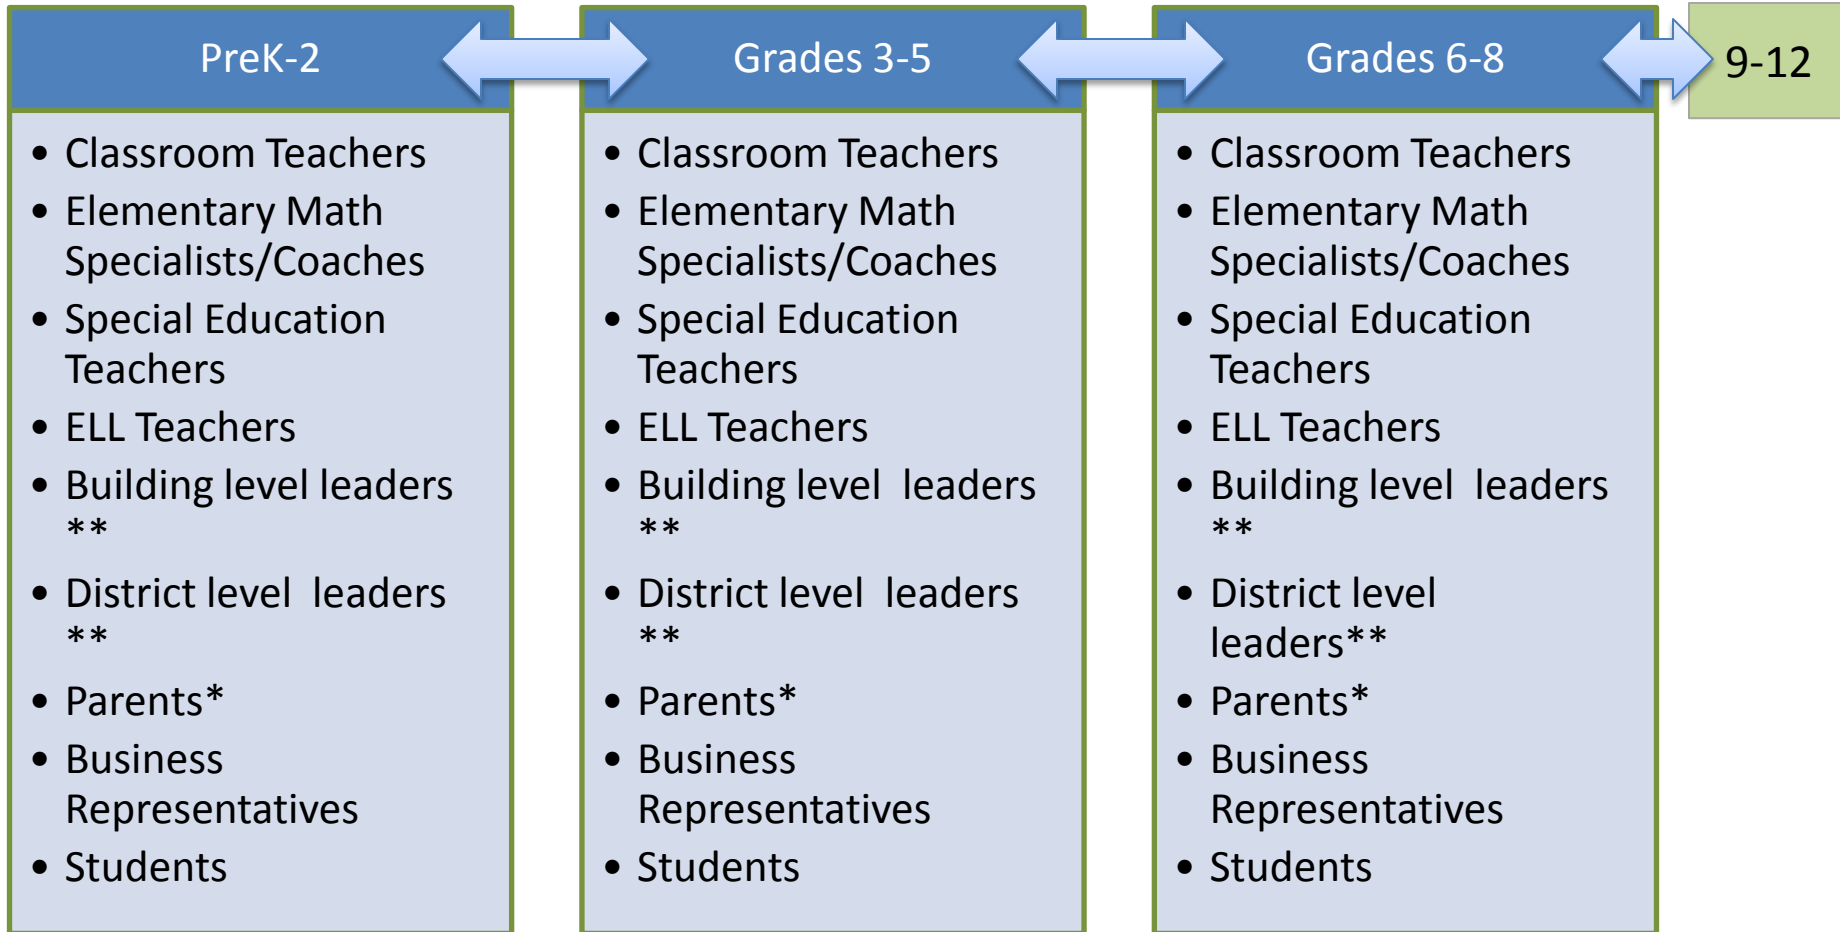 PreK-2
• Classroom Teachers
• Elementary Math
Specialists/Coaches
• Special Education
Teachers
• ELL Teachers
• Building level leaders
**
• District level  leaders
**
• Parents*
• Business
Representatives
• Students
Grades 3-5
• Classroom Teachers
• Elementary Math
Specialists/Coaches
• Special Education
Teachers
• ELL Teachers
• Building level  leaders
**
• District level  leaders
**
• Parents*
• Business
Representatives
• Students
Grades 6-8
• Classroom Teachers
• Elementary Math
Specialists/Coaches
• Special Education
Teachers
• ELL Teachers
• Building level  leaders
**
• District level
leaders**
• Parents*
• Business
Representatives
• Students
9-12